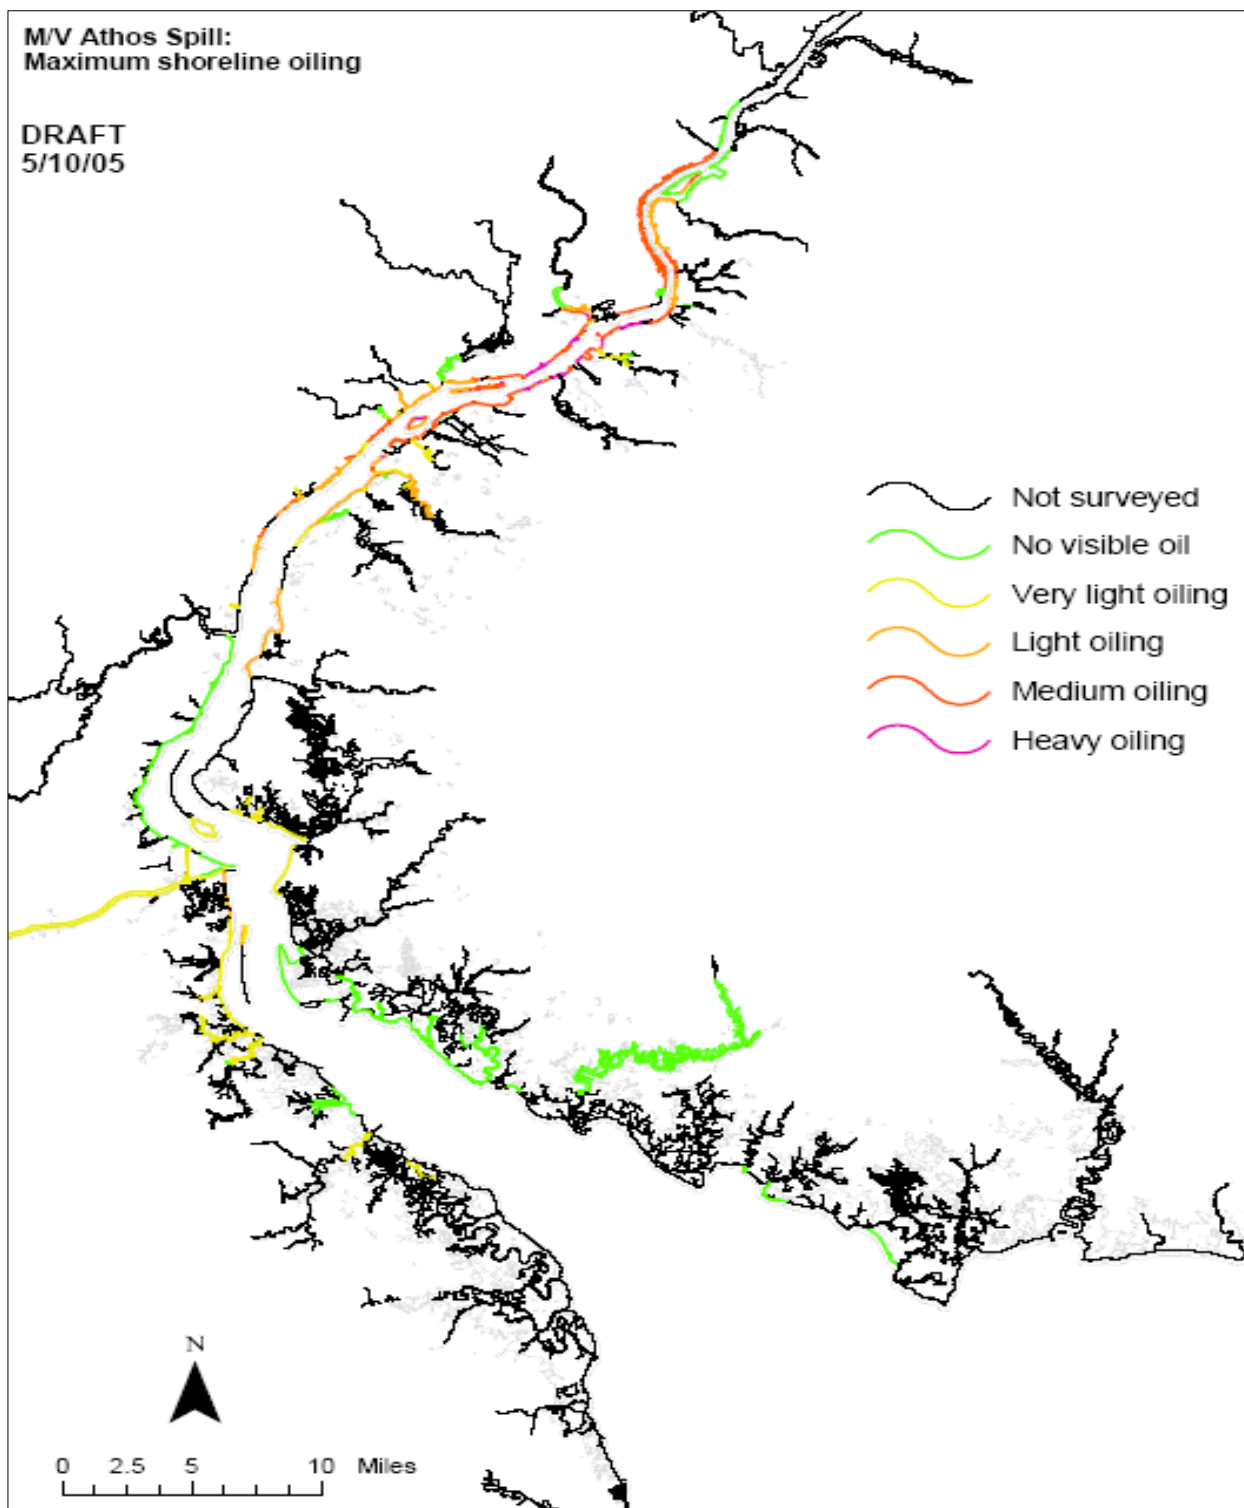 M/V Athos Spill:
Maximum shoreline oiling
DRAFT
5/10/05
Not surveyed
No visible oil
Very light oiling
Light oiling
Medium oiling
Heavy oiling
N
0 2.5 5 10 Miles